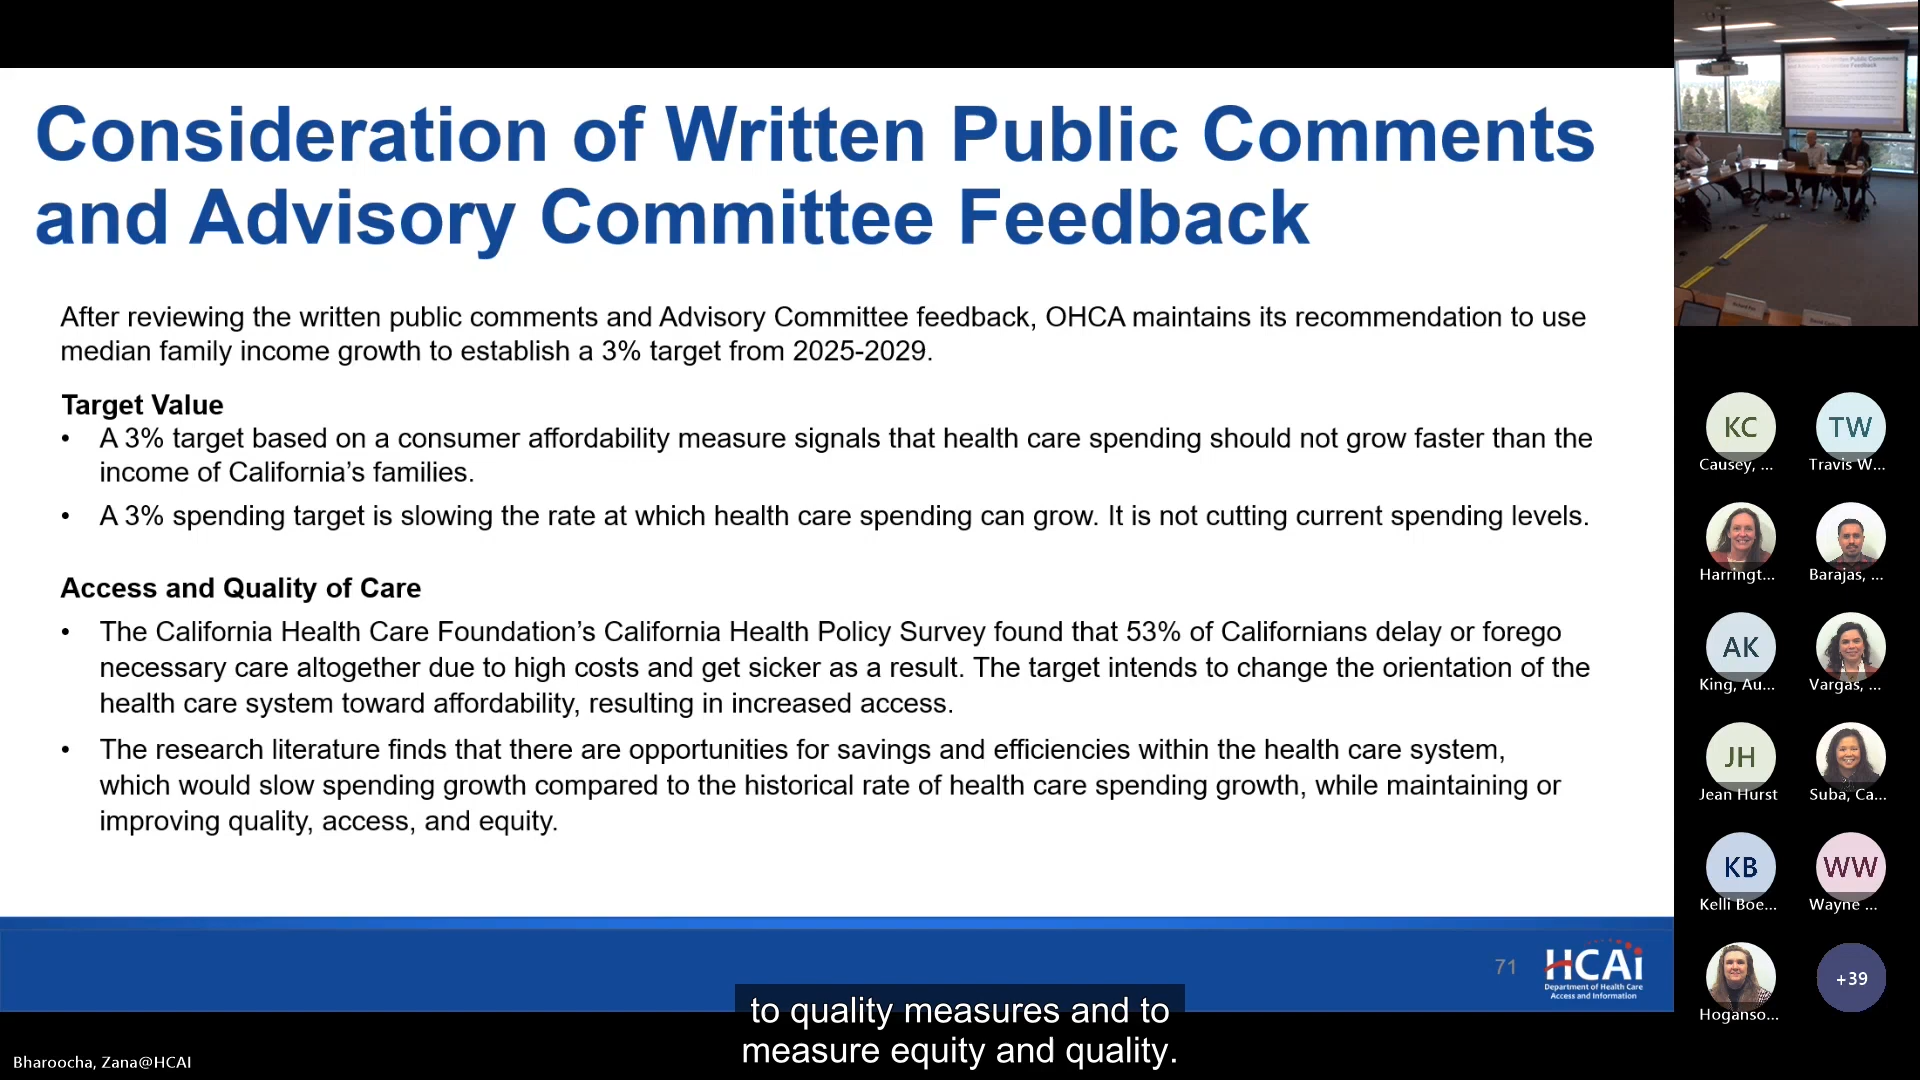 Consideration of Written Public Comments
and Advisory Committee Feedback
After reviewing the written public comments and Advisory Committee feedback, OHCA maintains its recommendation to use
median family income growth to establish a 3% target from 2025-2029.
Target Value
• A 3% target based on a consumer affordability measure signals that health care spending should not grow faster than the
income of California’s families.
• A 3% spending target is slowing the rate at which health care spending can grow. It is not cutting current spending levels.
Access and Quality of Care
• The California Health Care Foundation’s California Health Policy Survey found that 53% of Californians delay or forego
necessary care altogether due to high costs and get sicker as a result. The target intends to change the orientation of the
health care system toward affordability, resulting in increased access.
• The research literature finds that there are opportunities for savings and efficiencies within the health care system,
which would slow spending growth compared to the historical rate of health care spending growth, while maintaining or
improving quality, access, and equity.
71
HCAi
Department of Health Care
Access and Information
to quality measures and to
measure equity and quality.
Bharoocha, Zana@HCAI
KC
Causey, ...
TW
Travis W...
Harringt...
Barajas, ...
AK
King, Au...
Vargas, ...
JH
Jean Hurst
Suba, Ca...
KB
Kelli Boe...
WW
Wayne ...
Hoganso...
+39